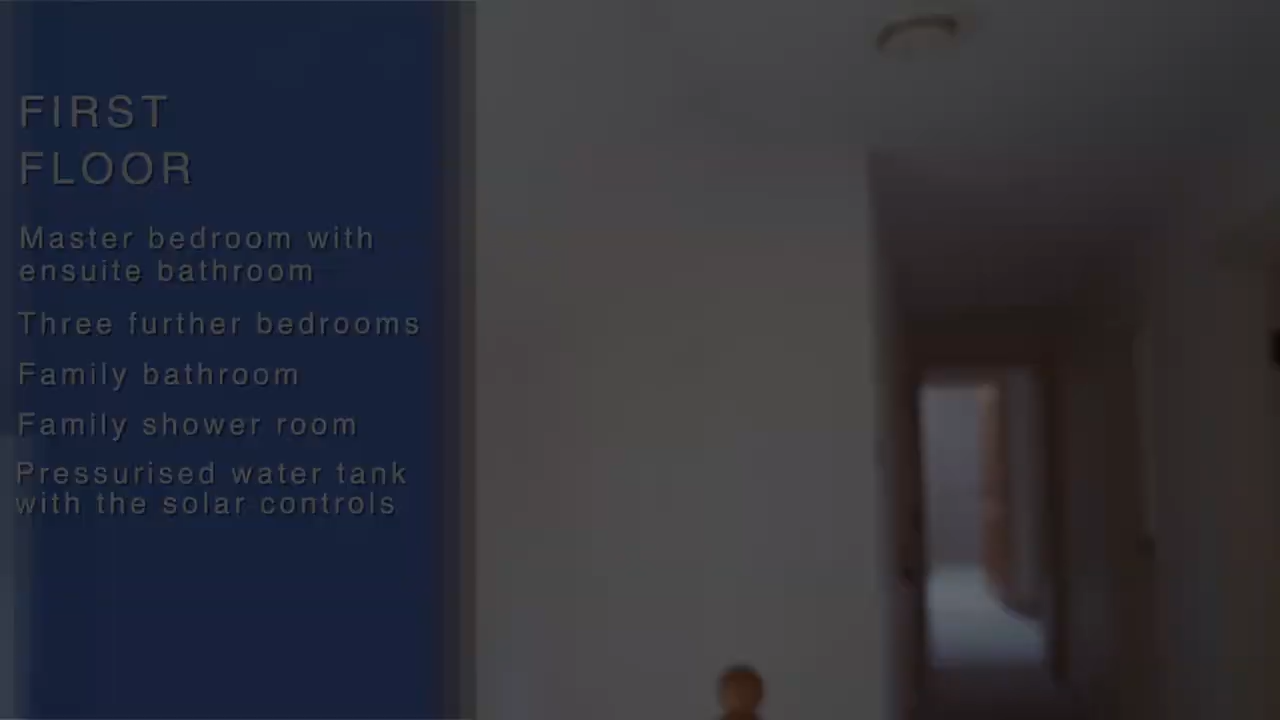 FIRST
FLOOR
Master bedroom with
ensuite bathroom
Three further bedrooms
Family bathroom
Family shower room
Pressurised water tank
with the solar controls